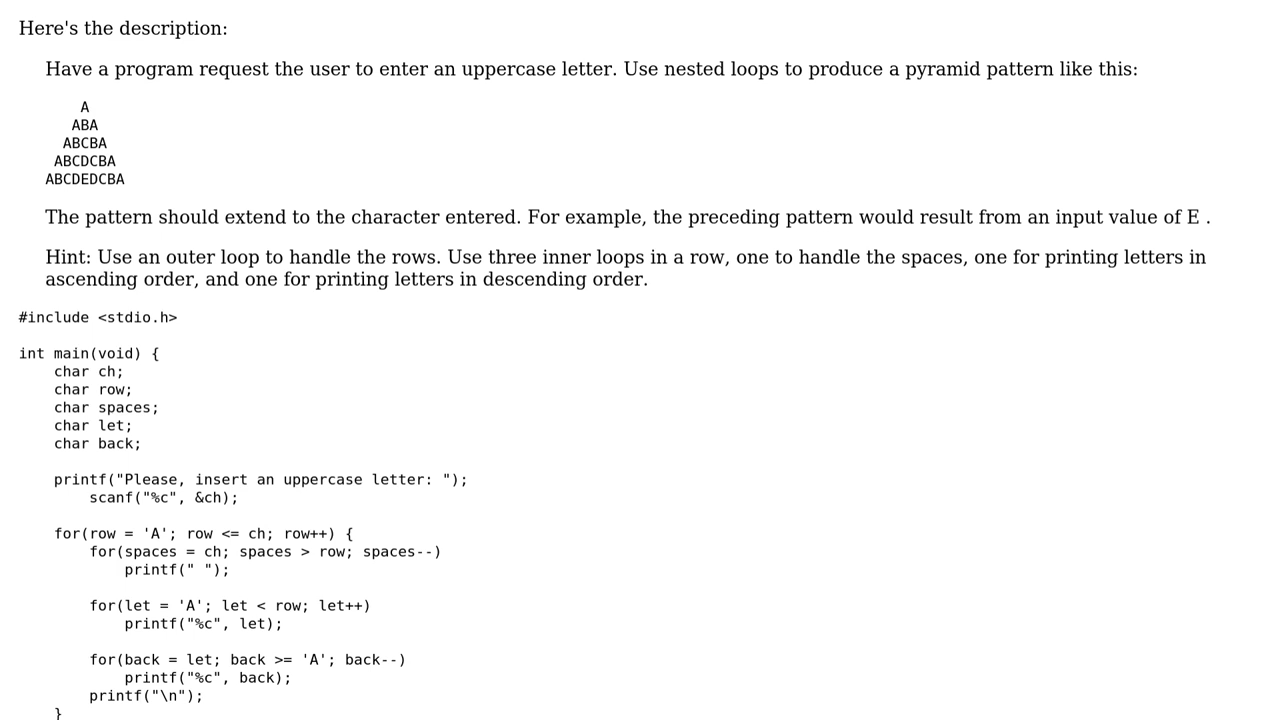 Here's the description:
Have a program request the user to enter an uppercase letter. Use nested loops to produce a pyramid pattern like this:
    A
   ABA
  ABCBA
 ABCDCBA
ABCDEDCBA
The pattern should extend to the character entered. For example, the preceding pattern would result from an input value of E .
Hint: Use an outer loop to handle the rows. Use three inner loops in a row, one to handle the spaces, one for printing letters in
ascending order, and one for printing letters in descending order.
#include <stdio.h>

int main(void) {
    char ch;
    char row;
    char spaces;
    char let;
    char back;

    printf("Please, insert an uppercase letter: ");
        scanf("%c", &ch);

    for(row = 'A'; row <= ch; row++) {
        for(spaces = ch; spaces > row; spaces--)
            printf(" ");

        for(let = 'A'; let < row; let++)
            printf("%c", let);

        for(back = let; back >= 'A'; back--)
            printf("%c", back);
        printf("\n");
    }